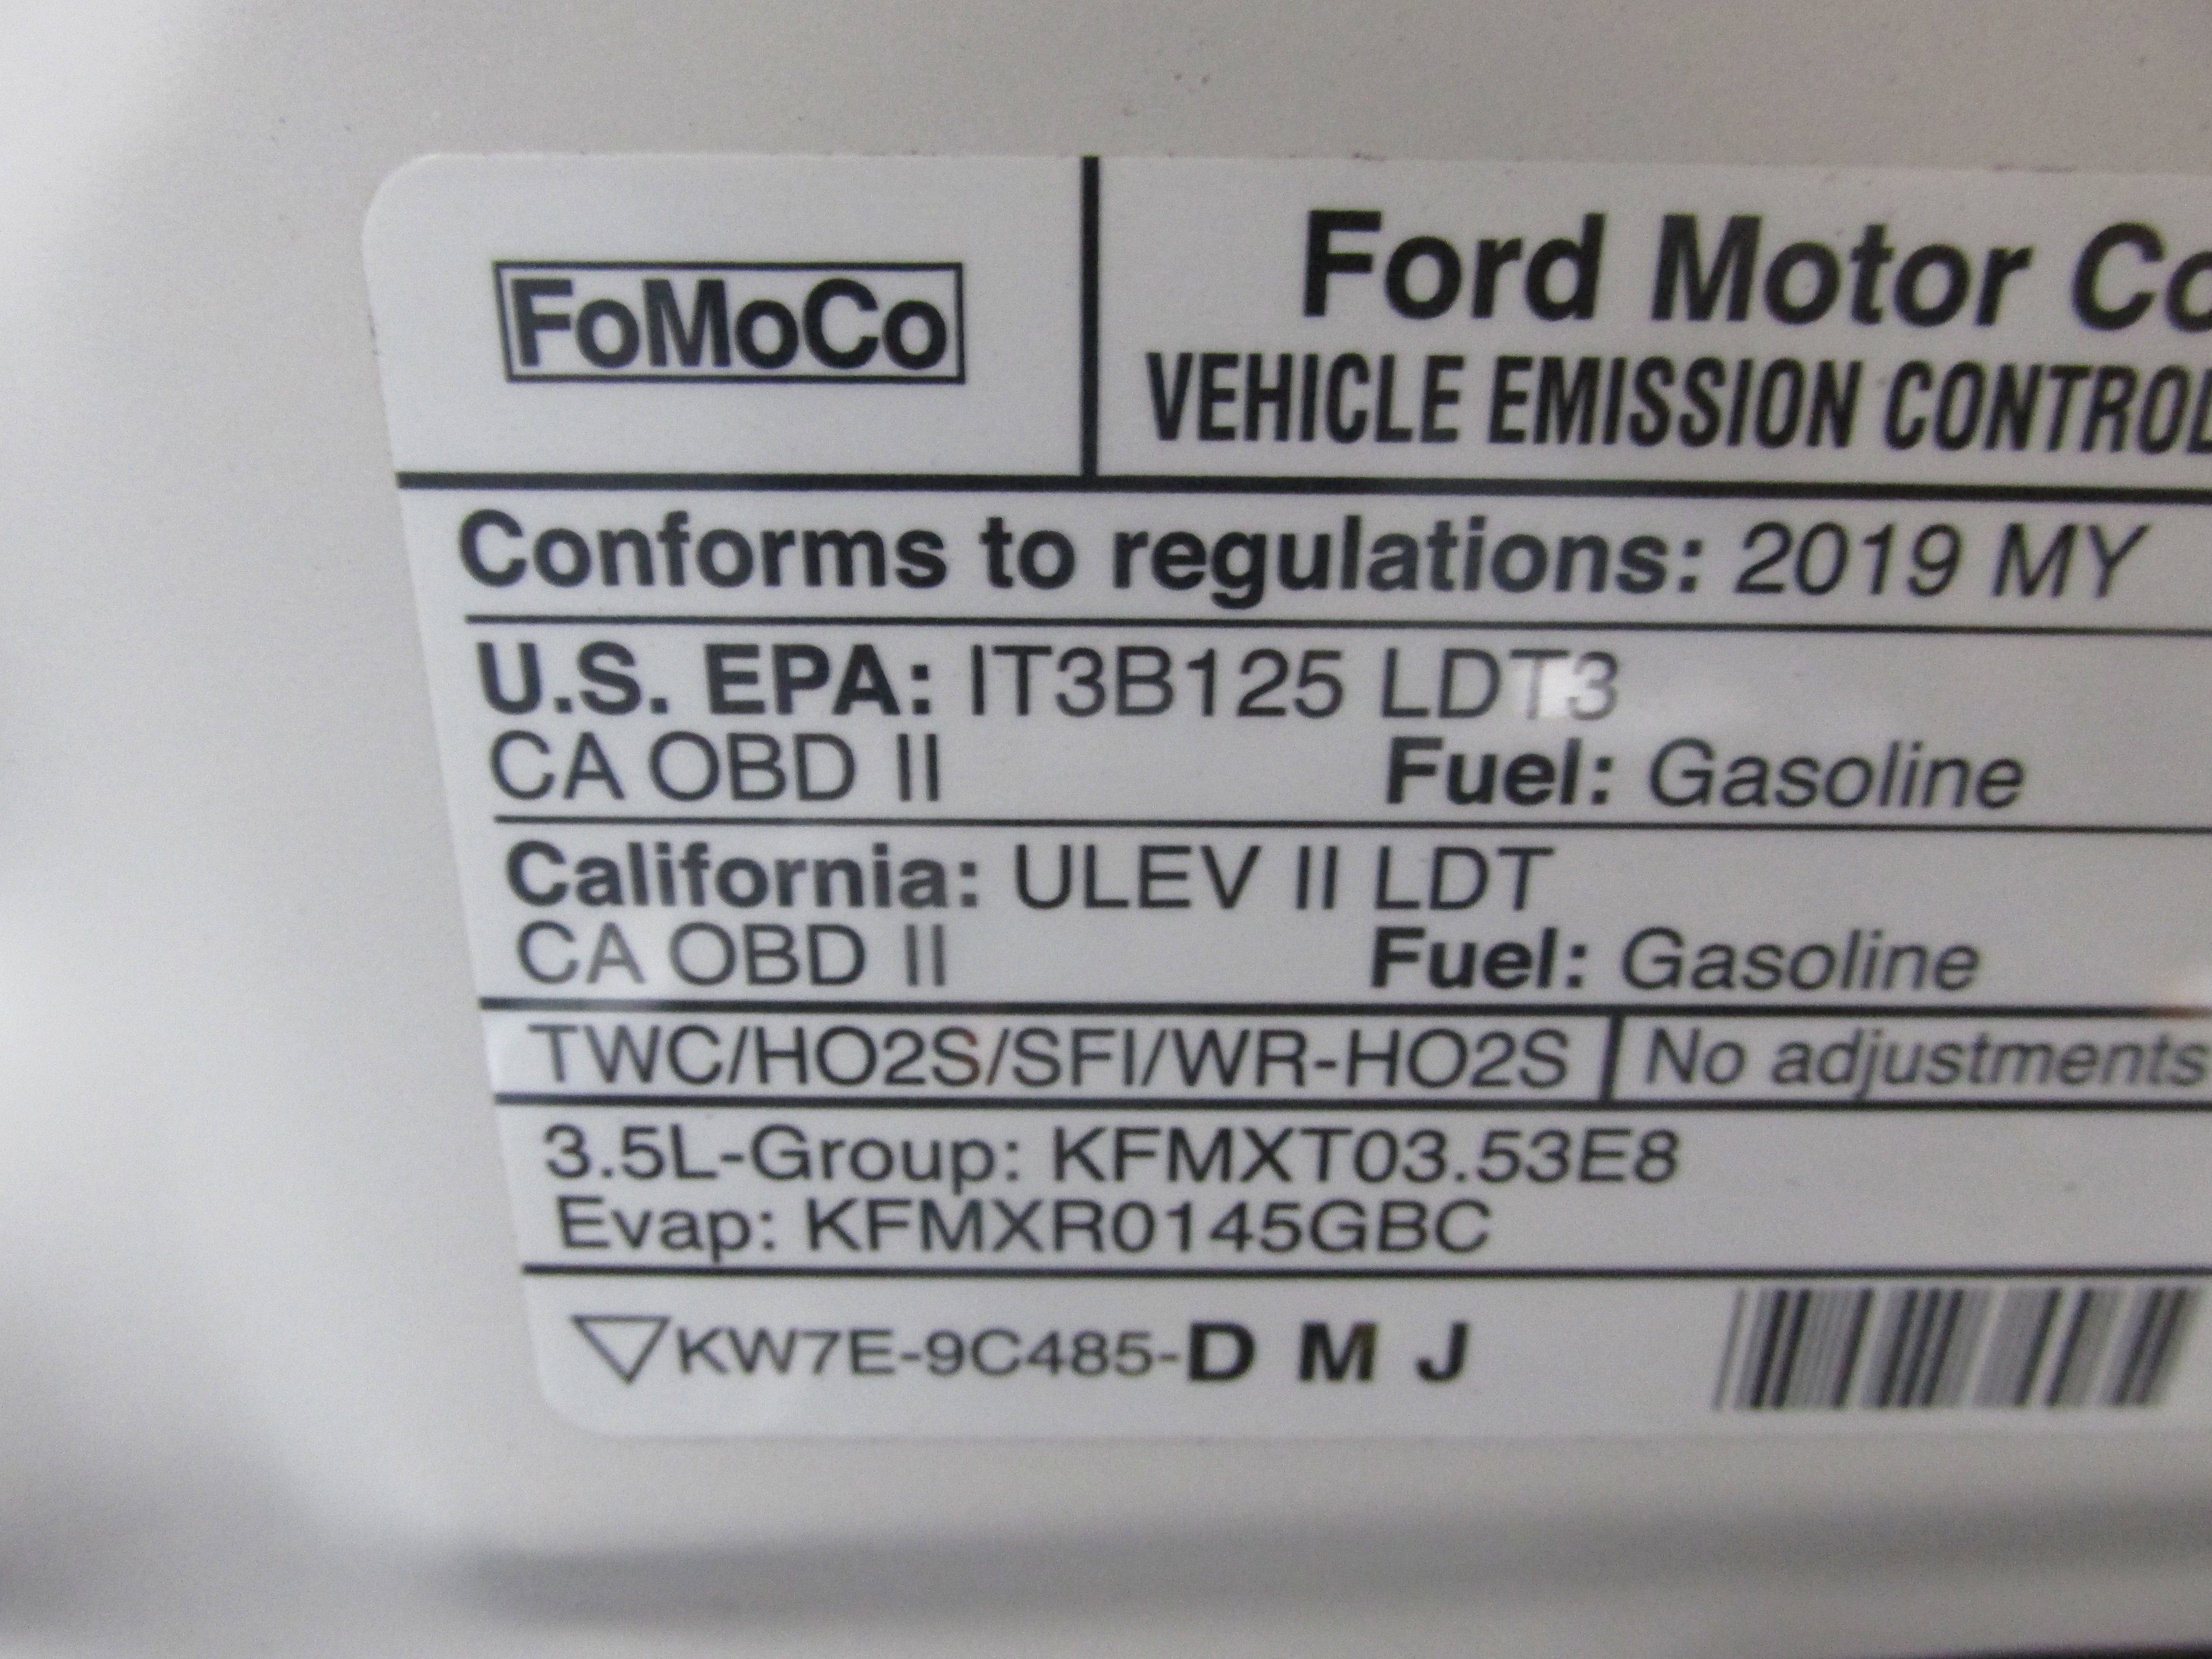 FoMoCo
Ford Motor Co
VEHICLE EMISSION CONTROL
Conforms to regulations: 2019 MY
U.S. EPA: IT3B125 LDT3
CA OBD II Fuel: Gasoline
California: ULEV II LDT
CA OBD II Fuel: Gasoline
TWC/HO2S/SFI/WR-HO2S No adjustments
3.5L-Group: KFMXT03.53E8
Evap: KFMXR0145GBC
KW7E-9C485-D M J